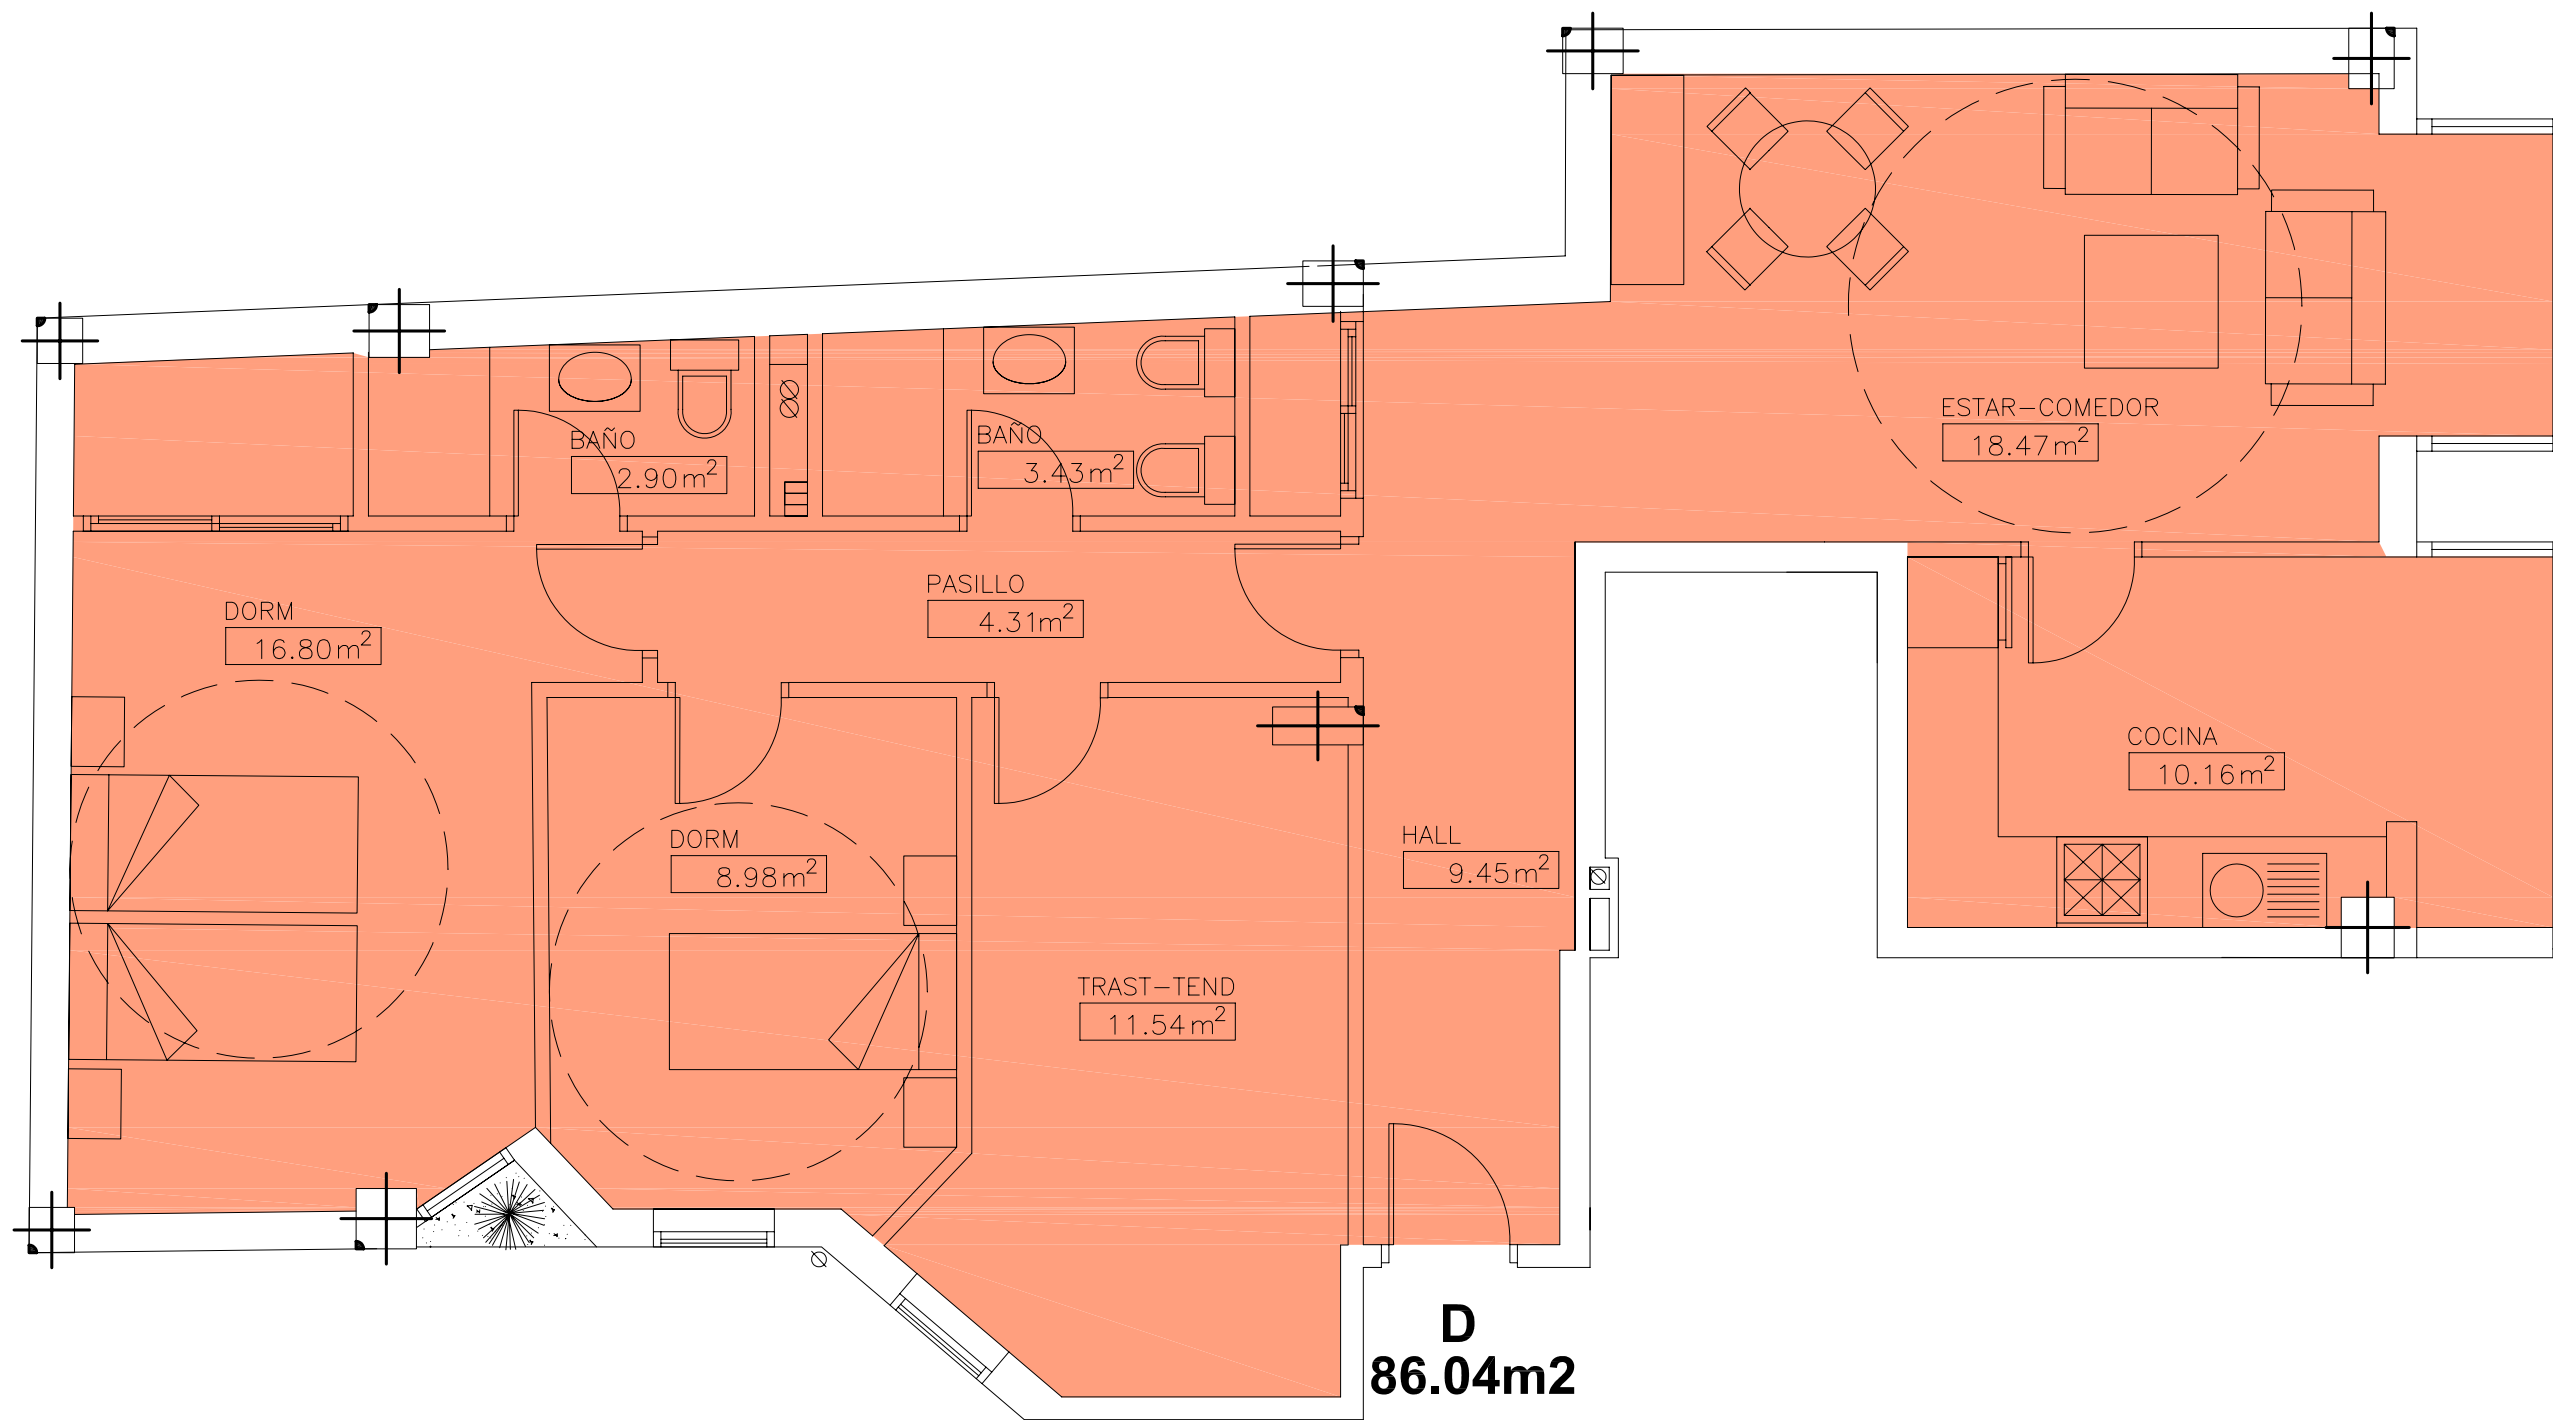 ESTAR-COMEDOR
18.47m²
BAÑO
2.90m²
BAÑO
3.43m²
PASILLO
4.31m²
DORM
16.80m²
COCINA
10.16m²
DORM
8.98m²
HALL
9.45m²
TRAST-TEND
11.54m²
D
86.04m2